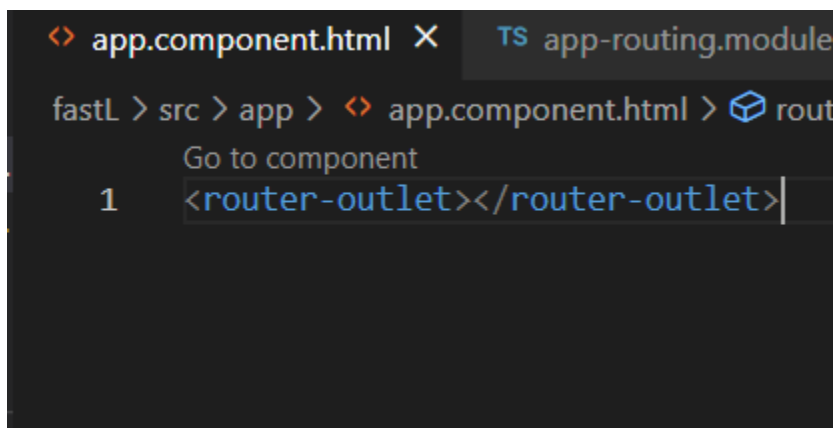 <> app.component.html × TS app-routing.module
fastL > src > app > <> app.component.html > rout
Go to component
1 <router-outlet></router-outlet>